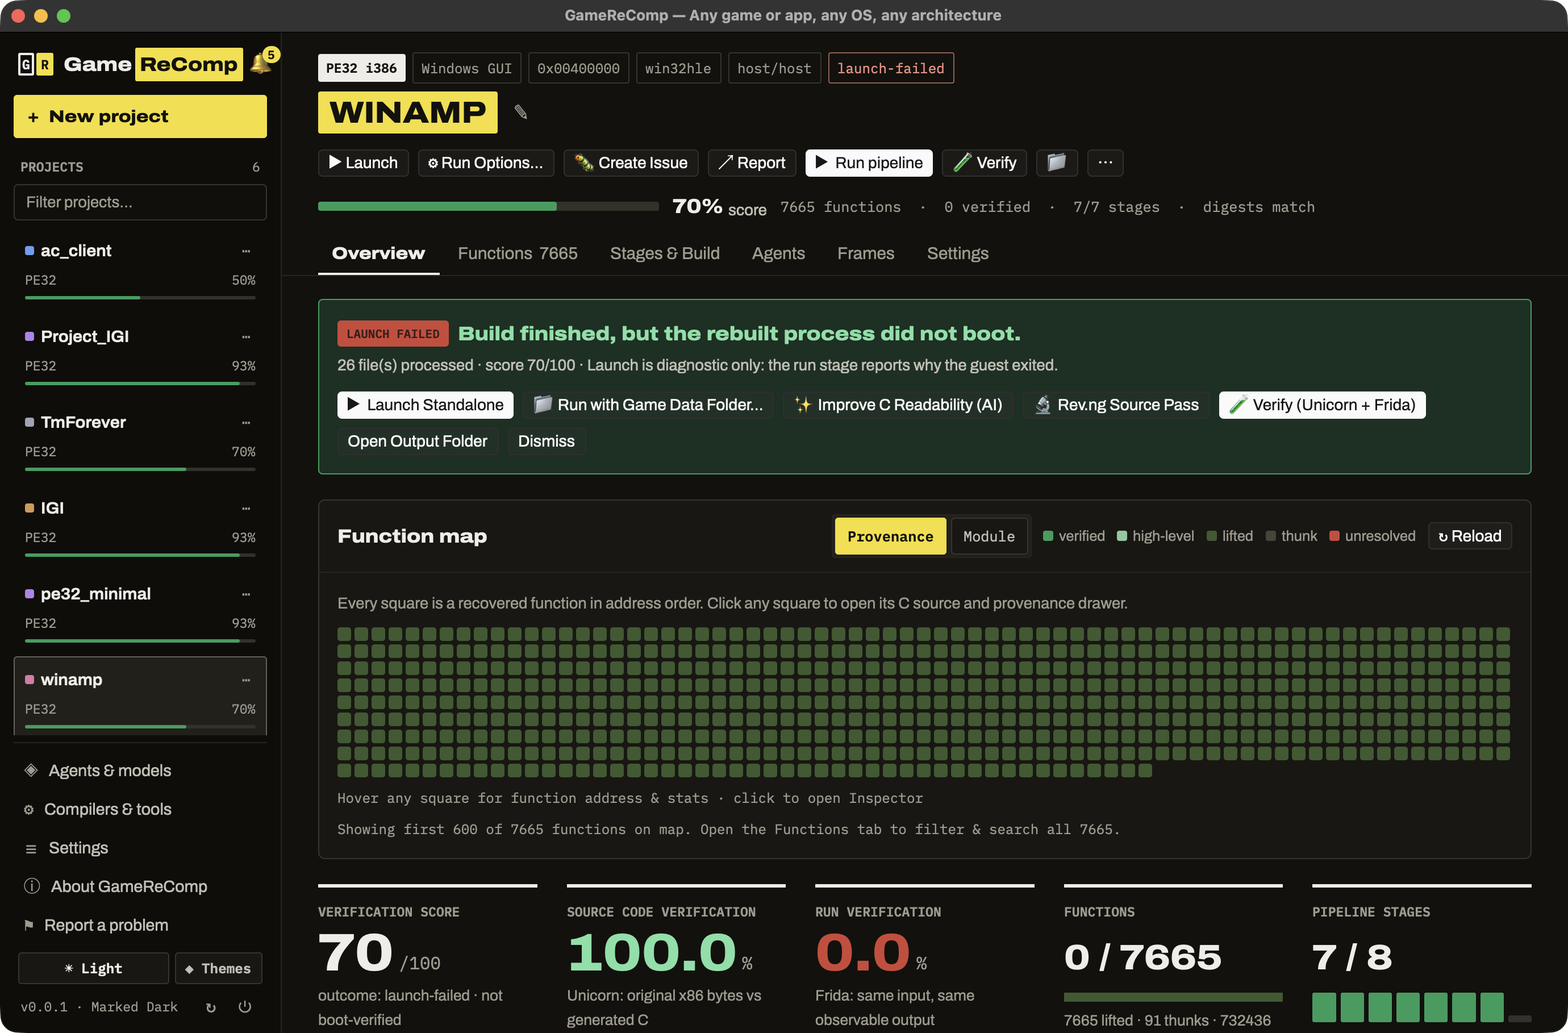 GameReComp — Any game or app, any OS, any architecture
GR Game ReComp 5
+ New project
PROJECTS 6
Filter projects...
ac_client ...
PE32 50%
Project_IGI ...
PE32 93%
TmForever ...
PE32 70%
IGI ...
PE32 93%
pe32_minimal ...
PE32 93%
winamp ...
PE32 70%
Agents & models
Compilers & tools
Settings
About GameReComp
Report a problem
☀ Light ◆ Themes
v0.0.1 · Marked Dark
PE32 i386 Windows GUI 0x00400000 win32hle host/host launch-failed
WINAMP
▶ Launch ⚙ Run Options... Create Issue Report ▶ Run pipeline Verify ...
70% score 7665 functions · 0 verified · 7/7 stages · digests match
Overview Functions 7665 Stages & Build Agents Frames Settings
LAUNCH FAILED Build finished, but the rebuilt process did not boot.
26 file(s) processed · score 70/100 · Launch is diagnostic only: the run stage reports why the guest exited.
▶ Launch Standalone Run with Game Data Folder... Improve C Readability (AI) Rev.ng Source Pass Verify (Unicorn + Frida)
Open Output Folder Dismiss
Function map Provenance Module verified high-level lifted thunk unresolved ↻ Reload
Every square is a recovered function in address order. Click any square to open its C source and provenance drawer.
Hover any square for function address & stats · click to open Inspector
Showing first 600 of 7665 functions on map. Open the Functions tab to filter & search all 7665.
VERIFICATION SCORE
70 /100
outcome: launch-failed · not
boot-verified
SOURCE CODE VERIFICATION
100.0 %
Unicorn: original x86 bytes vs
generated C
RUN VERIFICATION
0.0 %
Frida: same input, same
observable output
FUNCTIONS
0 / 7665
7665 lifted · 91 thunks · 732436
PIPELINE STAGES
7 / 8